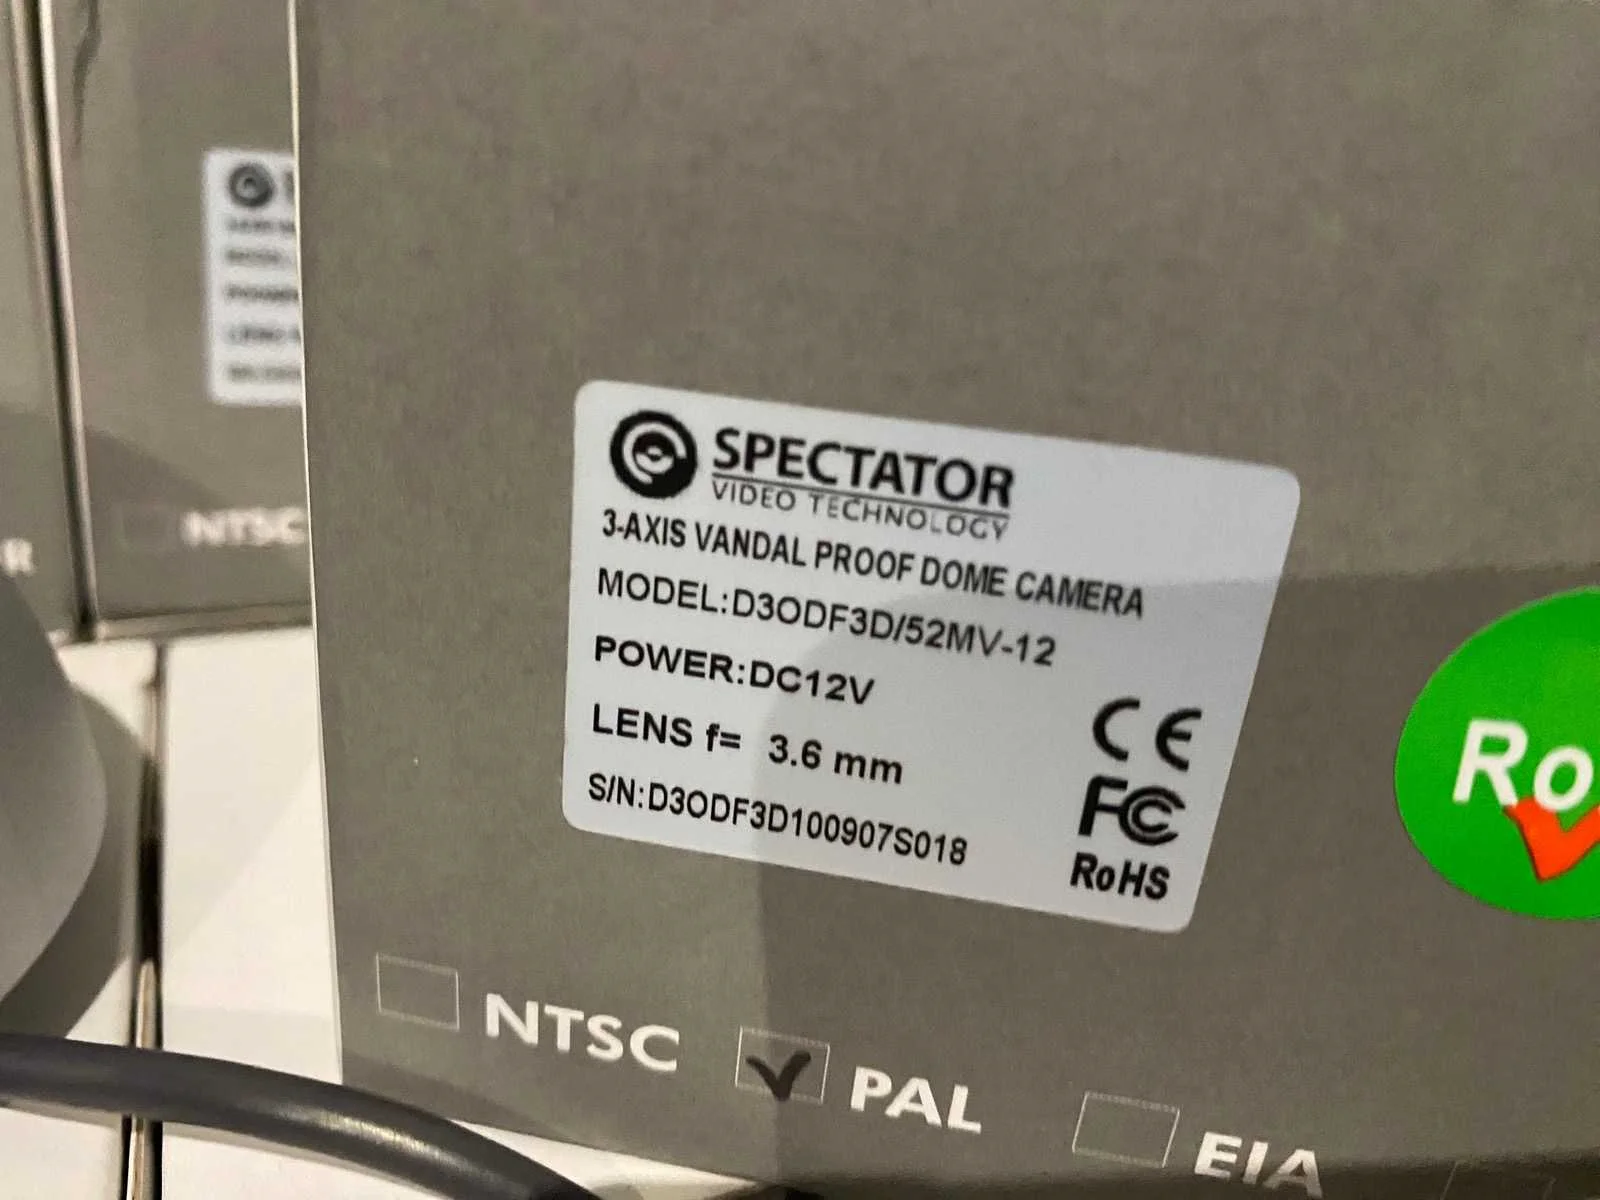 SPECTATOR
VIDEO TECHNOLOGY
3-AXIS VANDAL PROOF DOME CAMERA
MODEL:D3ODF3D/52MV-12
POWER:DC12V
LENS f= 3.6 mm
S/N:D3ODF3D100907S018
CE
FC
RoHS
Ro
NTSC
PAL
EIA
NTSC
R